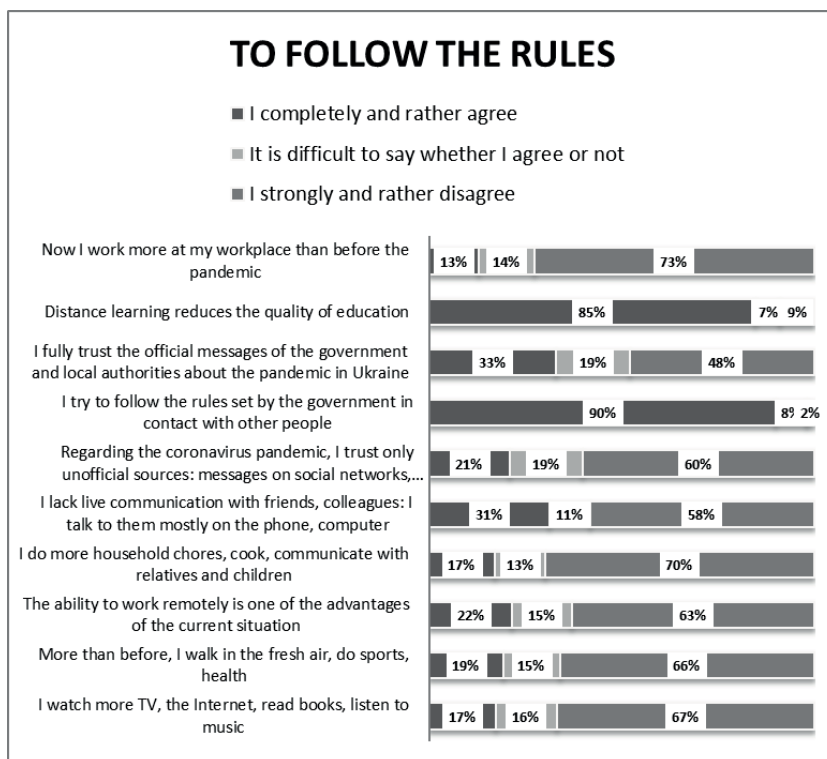 TO FOLLOW THE RULES
I completely and rather agree
It is difficult to say whether I agree or not
I strongly and rather disagree
Now I work more at my workplace than before the
pandemic
13% 14% 73%
Distance learning reduces the quality of education
85% 7% 9%
I fully trust the official messages of the government
and local authorities about the pandemic in Ukraine
33% 19% 48%
I try to follow the rules set by the government in
contact with other people
90% 8% 2%
Regarding the coronavirus pandemic, I trust only
unofficial sources: messages on social networks,…
21% 19% 60%
I lack live communication with friends, colleagues: I
talk to them mostly on the phone, computer
31% 11% 58%
I do more household chores, cook, communicate with
relatives and children
17% 13% 70%
The ability to work remotely is one of the advantages
of the current situation
22% 15% 63%
More than before, I walk in the fresh air, do sports,
health
19% 15% 66%
I watch more TV, the Internet, read books, listen to
music
17% 16% 67%